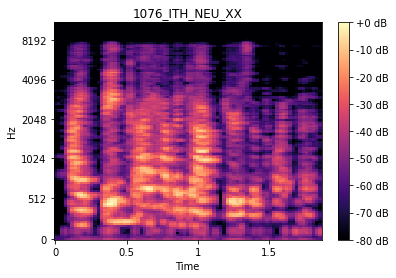 1076_ITH_NEU_XX
8192
4096
2048
1024
512
0
Hz
0
0.5
1
1.5
Time
+0 dB
-10 dB
-20 dB
-30 dB
-40 dB
-50 dB
-60 dB
-70 dB
-80 dB